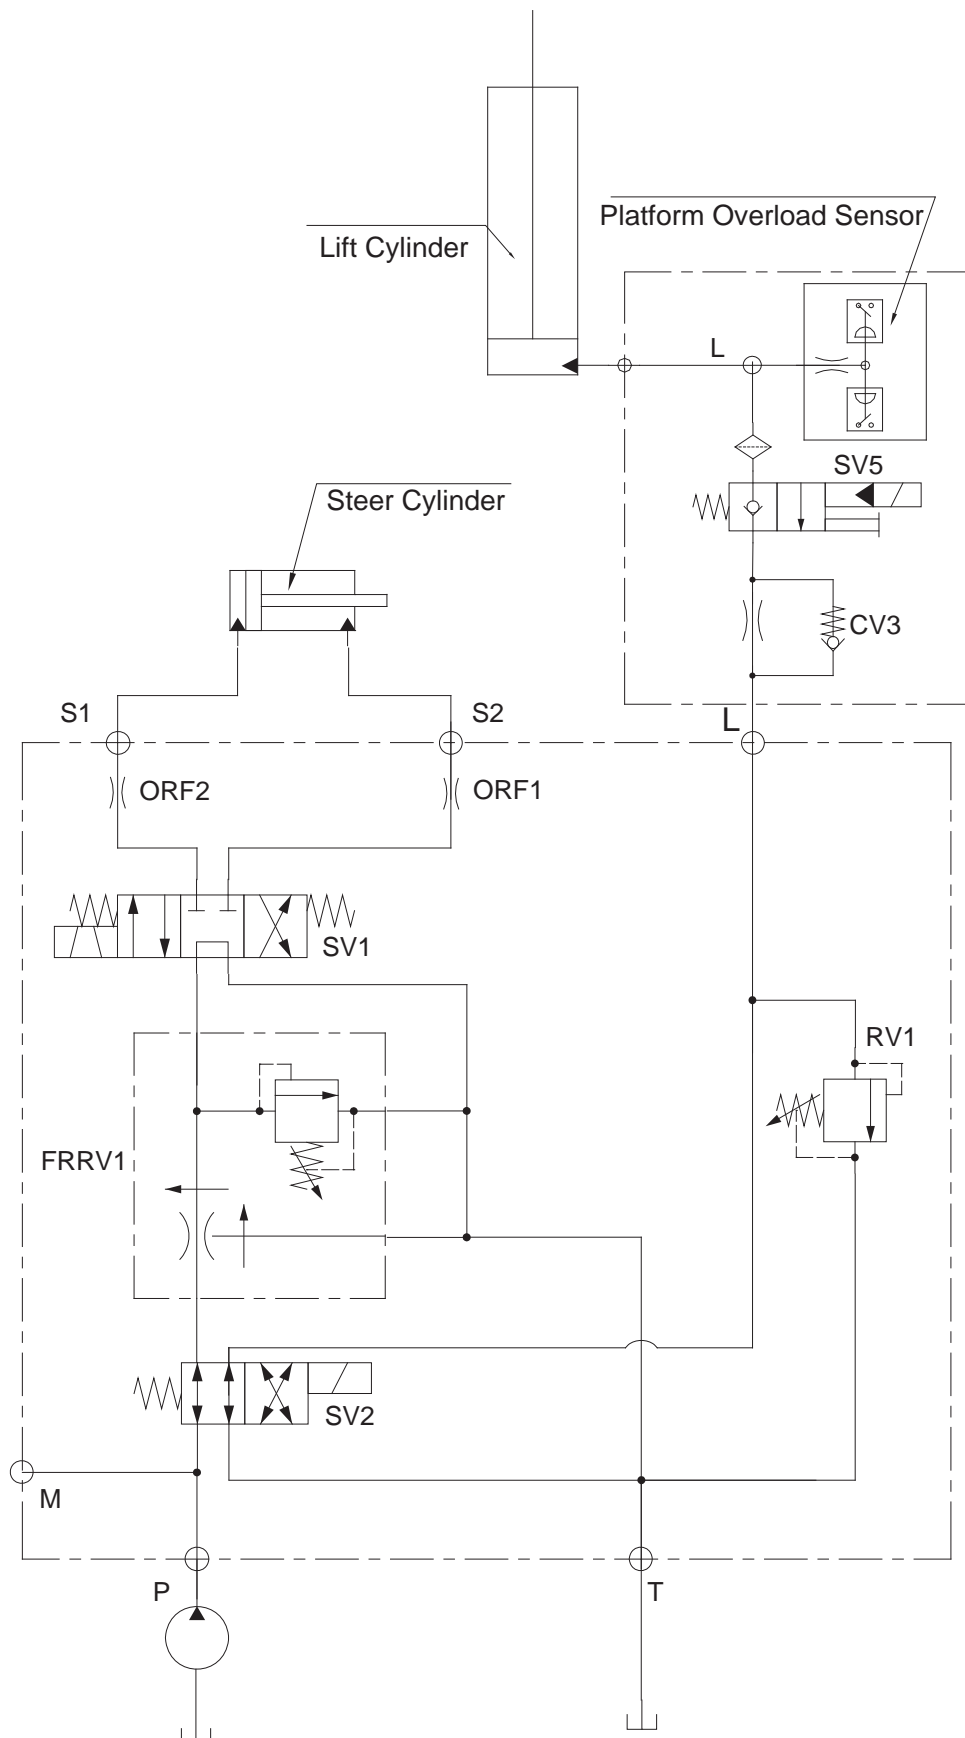 Platform Overload Sensor
Lift Cylinder
L
SV5
Steer Cylinder
CV3
S1
S2
L
ORF2
ORF1
SV1
RV1
FRRV1
SV2
M
P
T